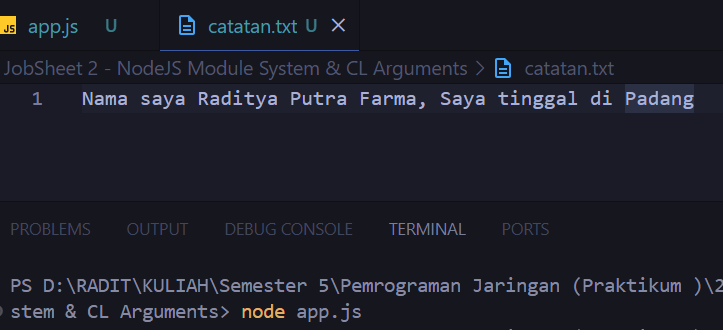 JS app.js U catatan.txt U
JobSheet 2 - NodeJS Module System & CL Arguments > catatan.txt
1 Nama saya Raditya Putra Farma, Saya tinggal di Padang
PROBLEMS OUTPUT DEBUG CONSOLE TERMINAL PORTS
PS D:\RADIT\KULIAH\Semester 5\Pemrograman Jaringan (Praktikum )\2
stem & CL Arguments> node app.js